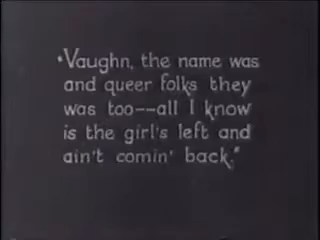 "Vaughn, the name was
and queer folks they
was too--all I know
is the girl's left and
ain't comin' back."